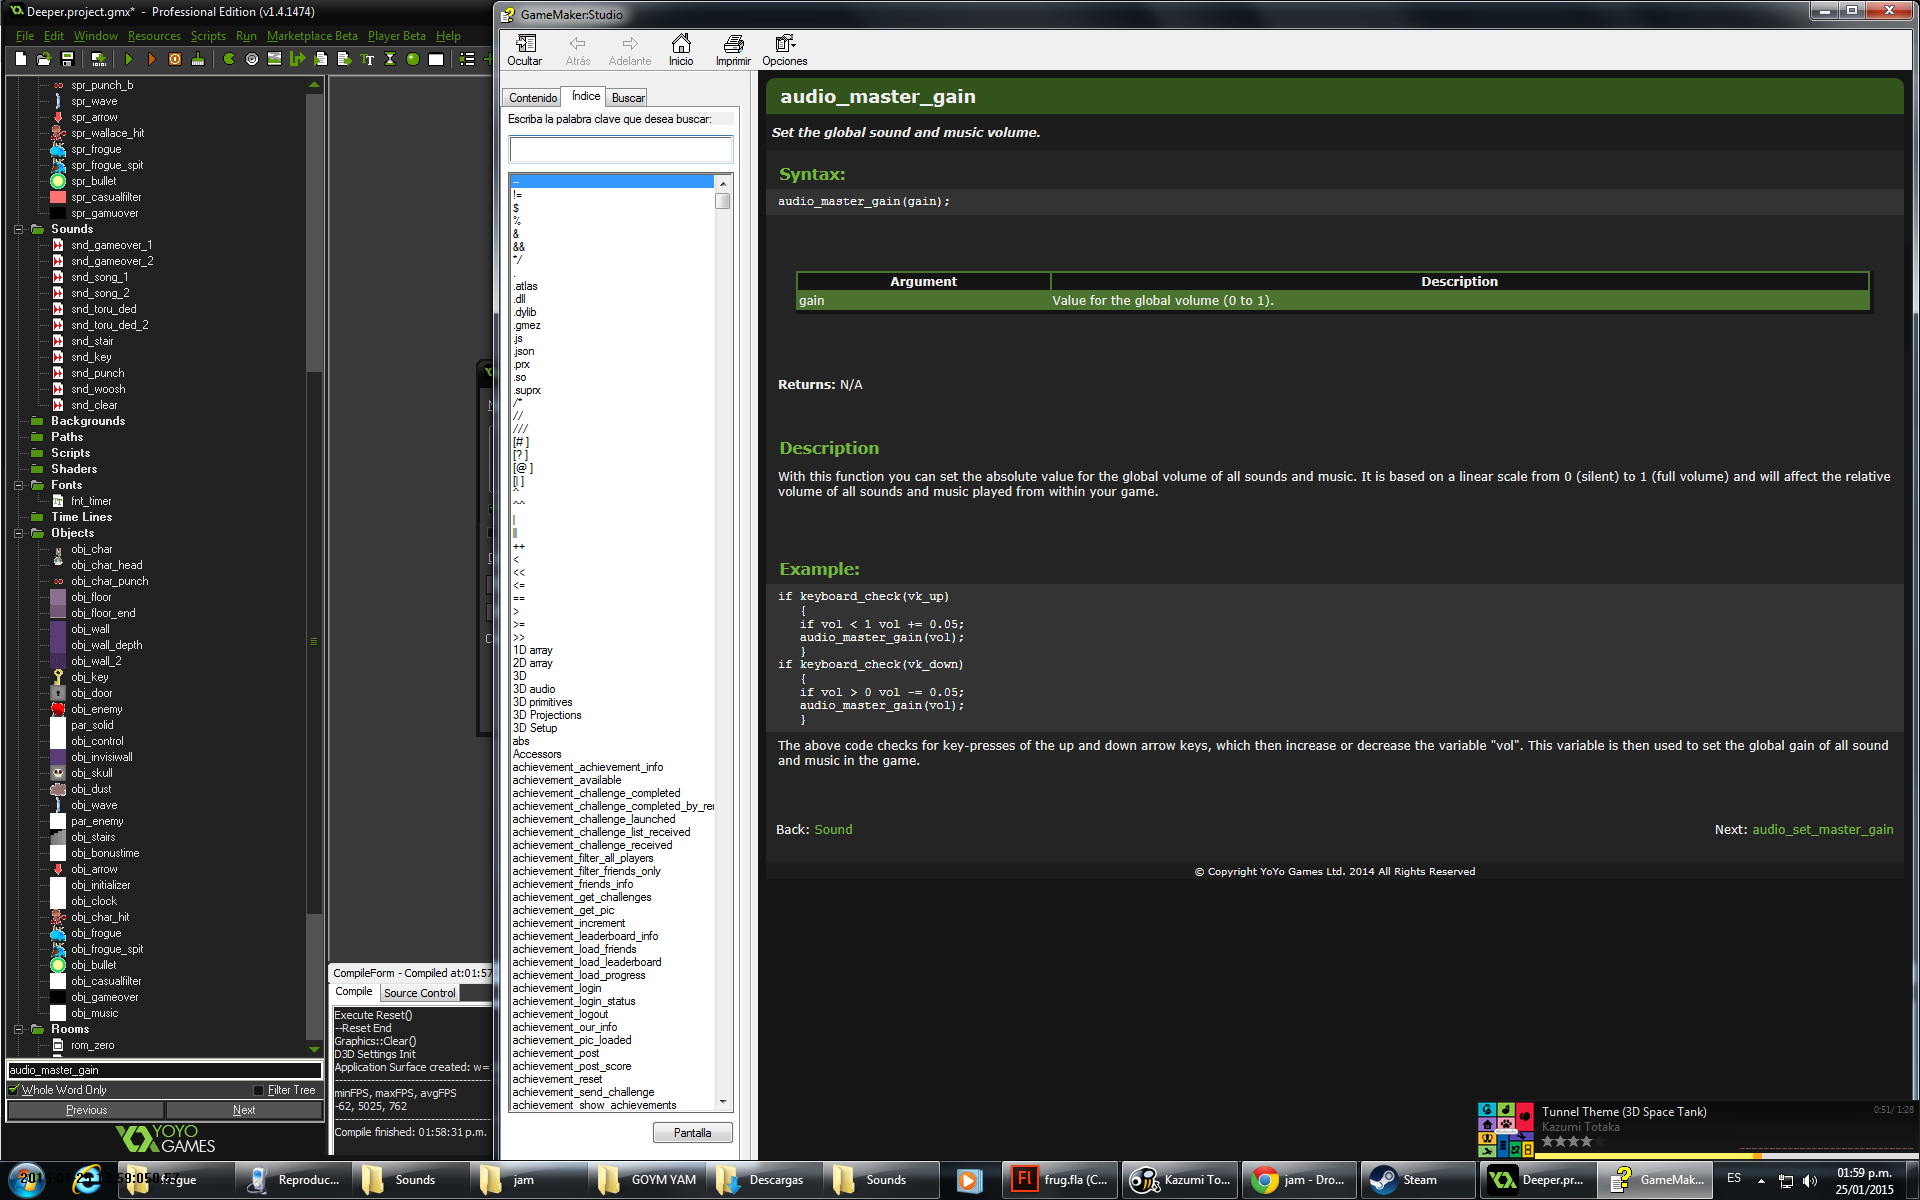 Deeper.project.gmx*  -  Professional Edition (v1.4.1474)
File Edit Window Resources Scripts Run Marketplace Beta Player Beta Help
spr_punch_b
spr_wave
spr_arrow
spr_wallace_hit
spr_frogue
spr_frogue_spit
spr_bullet
spr_casualfilter
spr_gamuover
Sounds
snd_gameover_1
snd_gameover_2
snd_song_1
snd_song_2
snd_toru_ded
snd_toru_ded_2
snd_stair
snd_key
snd_punch
snd_woosh
snd_clear
Backgrounds
Paths
Scripts
Shaders
Fonts
fnt_timer
Time Lines
Objects
obj_char
obj_char_head
obj_char_punch
obj_floor
obj_floor_end
obj_wall
obj_wall_depth
obj_wall_2
obj_key
obj_door
obj_enemy
par_solid
obj_control
obj_invisiwall
obj_skull
obj_dust
obj_wave
par_enemy
obj_stairs
obj_bonustime
obj_arrow
obj_initializer
obj_clock
obj_char_hit
obj_frogue
obj_frogue_spit
obj_bullet
obj_casualfilter
obj_gameover
obj_music
Rooms
rom_zero
audio_master_gain
Whole Word Only
Filter Tree
Previous
Next
YOYO
GAMES
CompileForm - Compiled at:01:57
Compile
Source Control
Execute Reset()
--Reset End
Graphics::Clear()
D3D Settings Init
Application Surface created: w=
minFPS, maxFPS, avgFPS
-62, 5025, 762
Compile finished: 01:58:31 p.m.
GameMaker:Studio
Ocultar
Atrás
Adelante
Inicio
Imprimir
Opciones
Contenido
Índice
Buscar
Escriba la palabra clave que desea buscar:
--
!=
$
%
&
&&
*/
.
.atlas
.dll
.dylib
.gmez
.js
.json
.prx
.so
.suprx
/*
//
///
[# ]
[? ]
[@ ]
[| ]
^
^^
|
||
++
<
<<
<=
==
>
>=
>>
1D array
2D array
3D
3D audio
3D primitives
3D Projections
3D Setup
abs
Accessors
achievement_achievement_info
achievement_available
achievement_challenge_completed
achievement_challenge_completed_by_rem
achievement_challenge_launched
achievement_challenge_list_received
achievement_challenge_received
achievement_filter_all_players
achievement_filter_friends_only
achievement_friends_info
achievement_get_challenges
achievement_get_pic
achievement_increment
achievement_leaderboard_info
achievement_load_friends
achievement_load_leaderboard
achievement_load_progress
achievement_login
achievement_login_status
achievement_logout
achievement_our_info
achievement_pic_loaded
achievement_post
achievement_post_score
achievement_reset
achievement_send_challenge
achievement_show_achievements
Pantalla
audio_master_gain
Set the global sound and music volume.
Syntax:
audio_master_gain(gain);
Argument
Description
gain
Value for the global volume (0 to 1).
Returns: N/A
Description
With this function you can set the absolute value for the global volume of all sounds and music. It is based on a linear scale from 0 (silent) to 1 (full volume) and will affect the relative
volume of all sounds and music played from within your game.
Example:
if keyboard_check(vk_up)
{
if vol < 1 vol += 0.05;
audio_master_gain(vol);
}
if keyboard_check(vk_down)
{
if vol > 0 vol -= 0.05;
audio_master_gain(vol);
}
The above code checks for key-presses of the up and down arrow keys, which then increase or decrease the variable "vol". This variable is then used to set the global gain of all sound
and music in the game.
Back: Sound
Next: audio_set_master_gain
© Copyright YoYo Games Ltd. 2014 All Rights Reserved
Tunnel Theme (3D Space Tank)
0:51/ 1:28
Kazumi Totaka
Reproduc...
Sounds
jam
GOYM YAM
Descargas
Sounds
frug.fla (C...
Kazumi To...
jam - Dro...
Steam
Deeper.pr...
GameMak...
ES
01:59 p.m.
25/01/2015